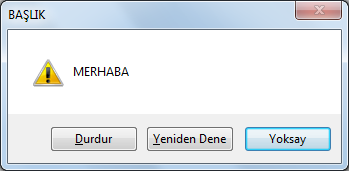 BAŞLIK
MERHABA
Durdur Yeniden Dene Yoksay